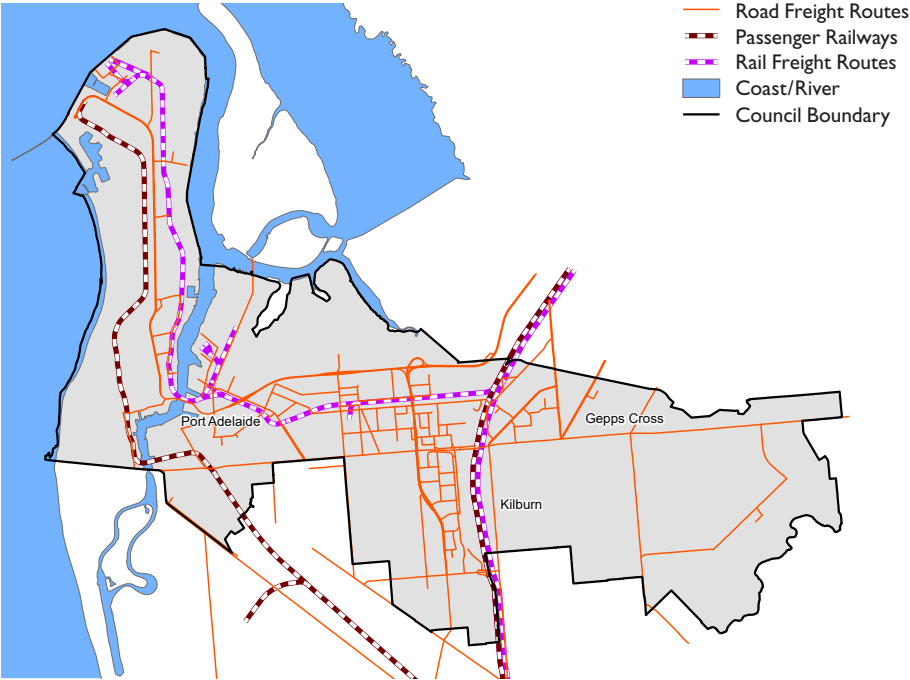 Road Freight Routes
Passenger Railways
Rail Freight Routes
Coast/River
Council Boundary
Port Adelaide
Gepps Cross
Kilburn